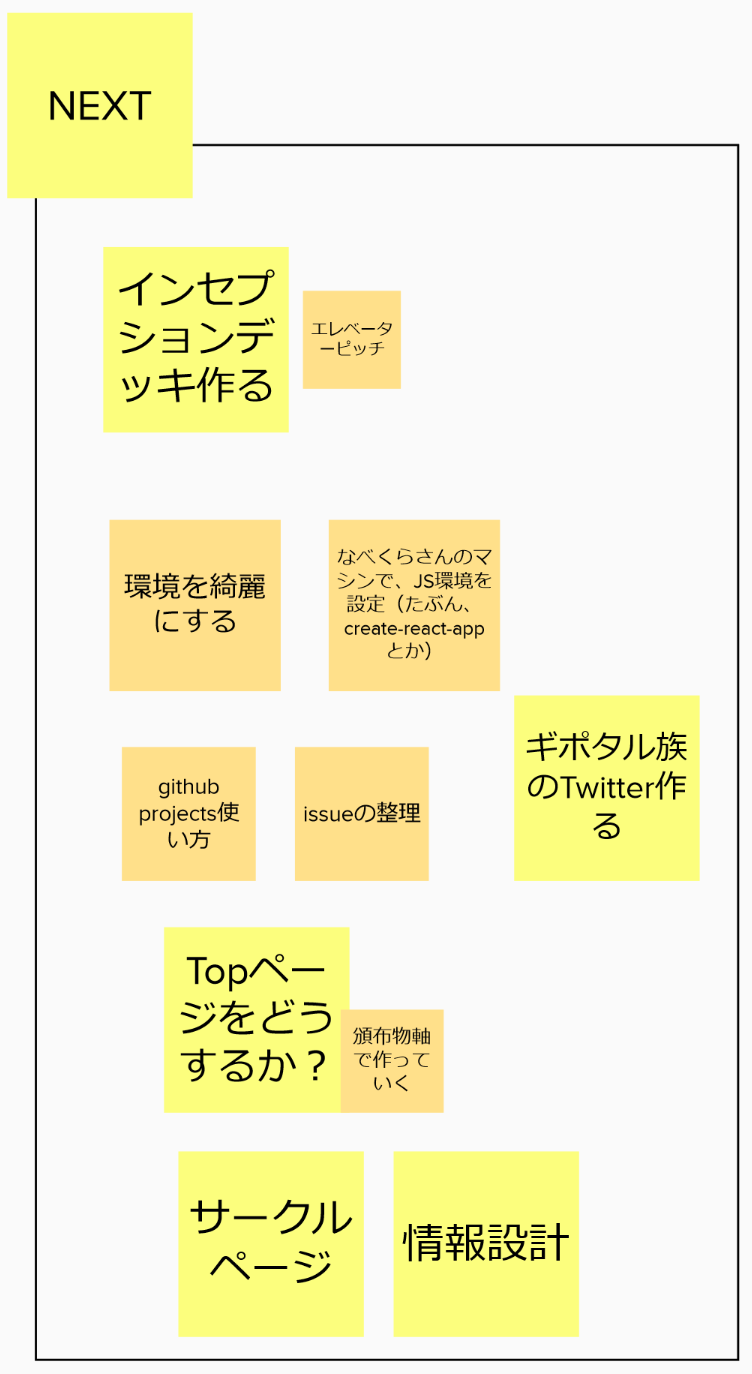 NEXT
インセプ
ションデ
ッキ作る
エレベータ
ーピッチ
環境を綺麗
にする
なべくらさんのマ
シンで、JS環境を
設定（たぶん、
create-react-app
とか）
github
projects使
い方
issueの整理
ギポタル族
のTwitter作
る
Topペー
ジをどう
するか？
頒布物軸
で作って
いく
サークル
ページ
情報設計